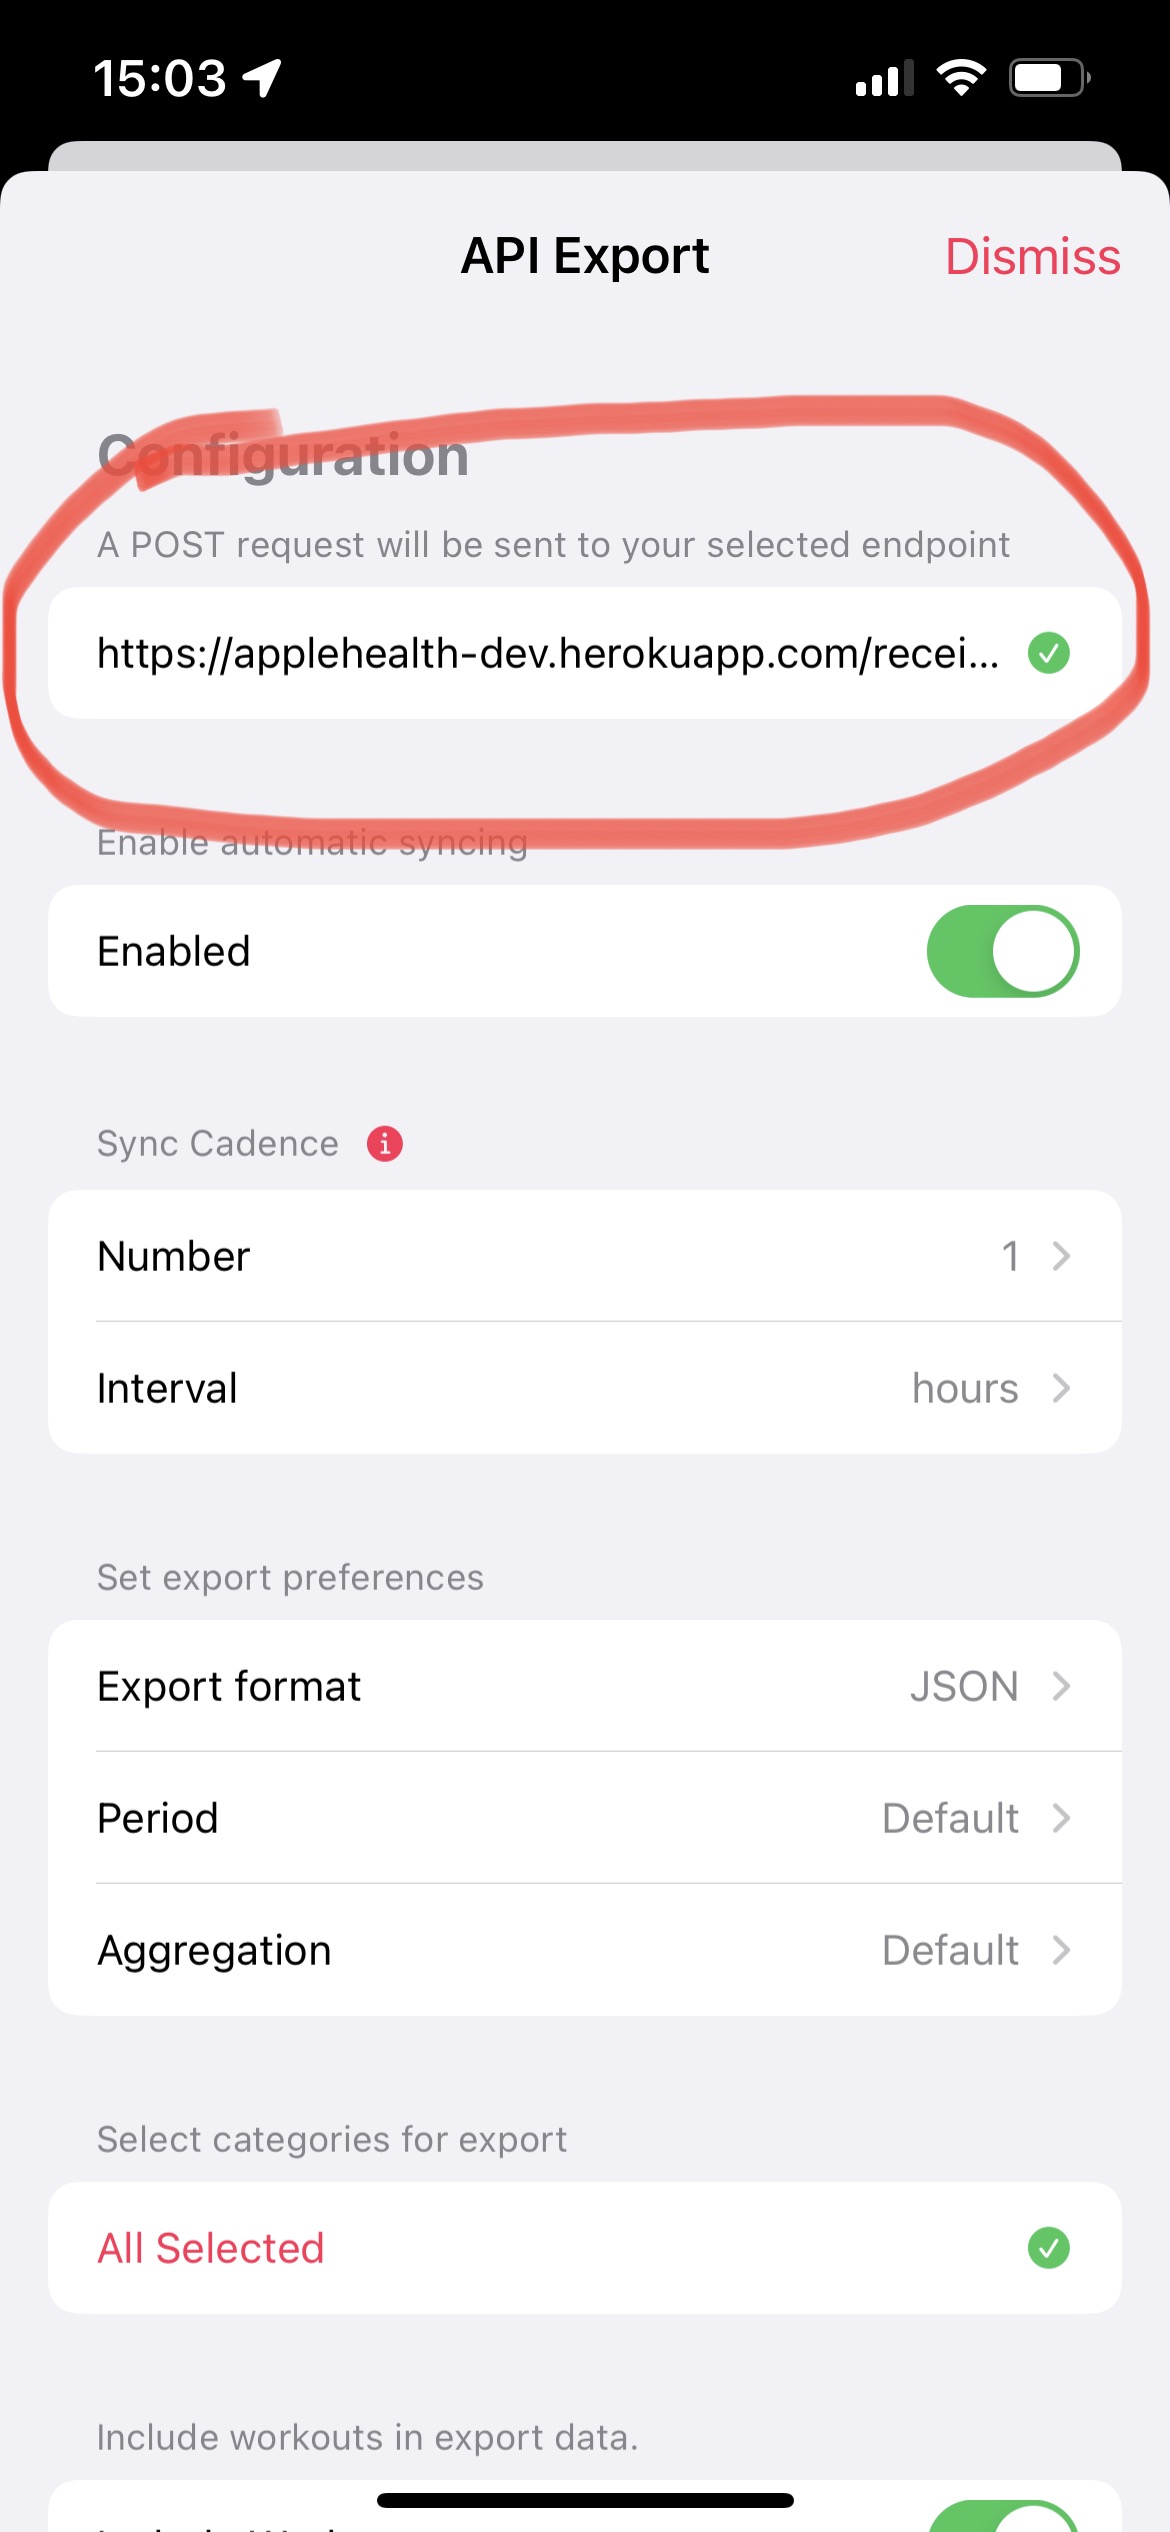 15:03
API Export
Dismiss
Configuration
A POST request will be sent to your selected endpoint
https://applehealth-dev.herokuapp.com/recei...
Enable automatic syncing
Enabled
Sync Cadence
Number
1
Interval
hours
Set export preferences
Export format
JSON
Period
Default
Aggregation
Default
Select categories for export
All Selected
Include workouts in export data.